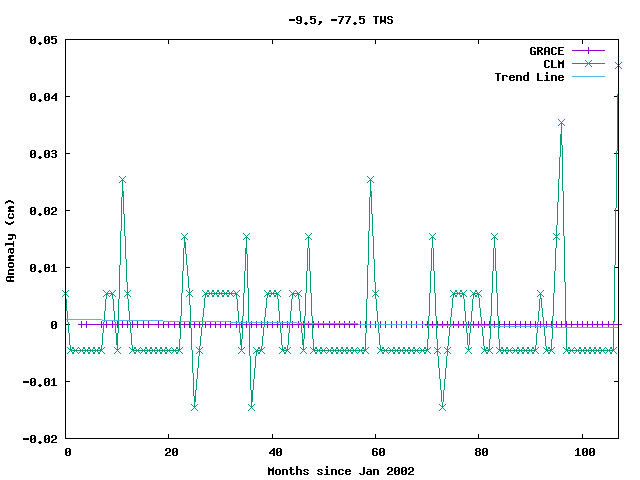 -9.5, -77.5 TWS
GRACE
CLM
Trend Line
0.05
0.04
0.03
0.02
0.01
0
-0.01
-0.02
Anomaly (cm)
0 20 40 60 80 100
Months since Jan 2002